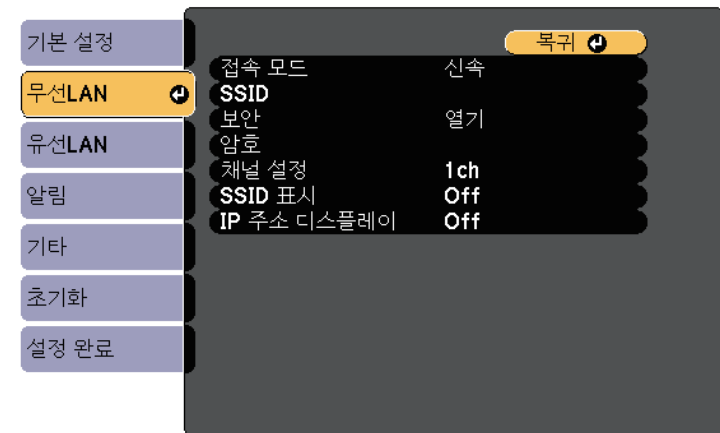 기본 설정
무선LAN
유선LAN
알림
기타
초기화
설정 완료
복귀
접속 모드 신속
SSID
보안 열기
암호
채널 설정 1ch
SSID 표시 Off
IP 주소 디스플레이 Off